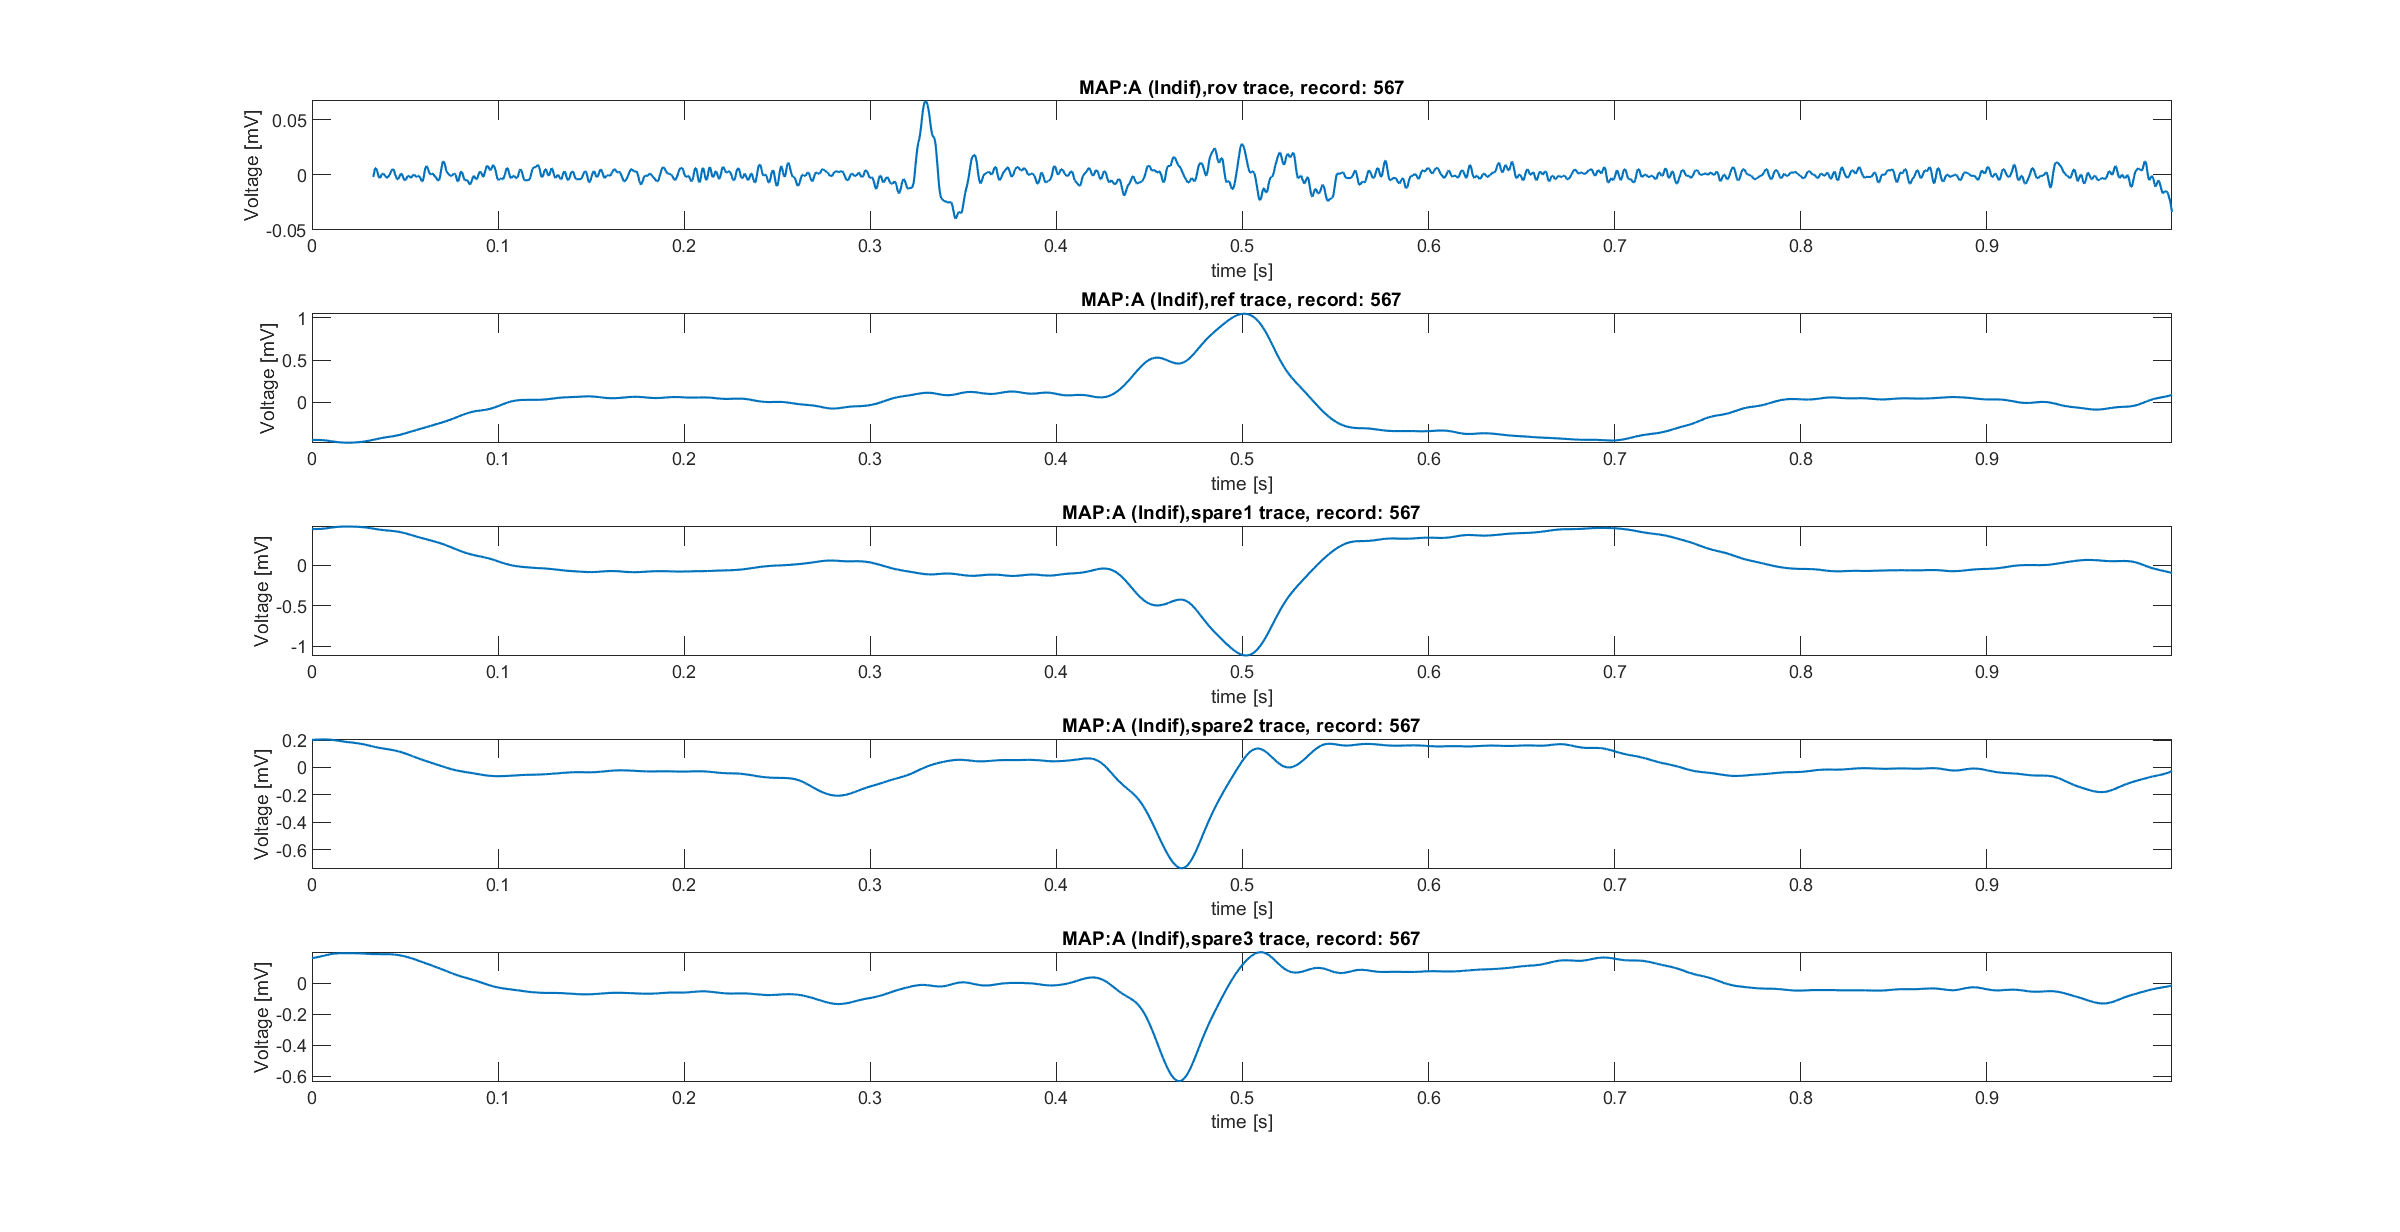 MAP:A (Indif),rov trace, record: 567
Voltage [mV]
0.05
0
-0.05
0 0.1 0.2 0.3 0.4 0.5 0.6 0.7 0.8 0.9
time [s]
MAP:A (Indif),ref trace, record: 567
Voltage [mV]
1
0.5
0
0 0.1 0.2 0.3 0.4 0.5 0.6 0.7 0.8 0.9
time [s]
MAP:A (Indif),spare1 trace, record: 567
Voltage [mV]
0
-0.5
-1
0 0.1 0.2 0.3 0.4 0.5 0.6 0.7 0.8 0.9
time [s]
MAP:A (Indif),spare2 trace, record: 567
Voltage [mV]
0.2
0
-0.2
-0.4
-0.6
0 0.1 0.2 0.3 0.4 0.5 0.6 0.7 0.8 0.9
time [s]
MAP:A (Indif),spare3 trace, record: 567
Voltage [mV]
0
-0.2
-0.4
-0.6
0 0.1 0.2 0.3 0.4 0.5 0.6 0.7 0.8 0.9
time [s]